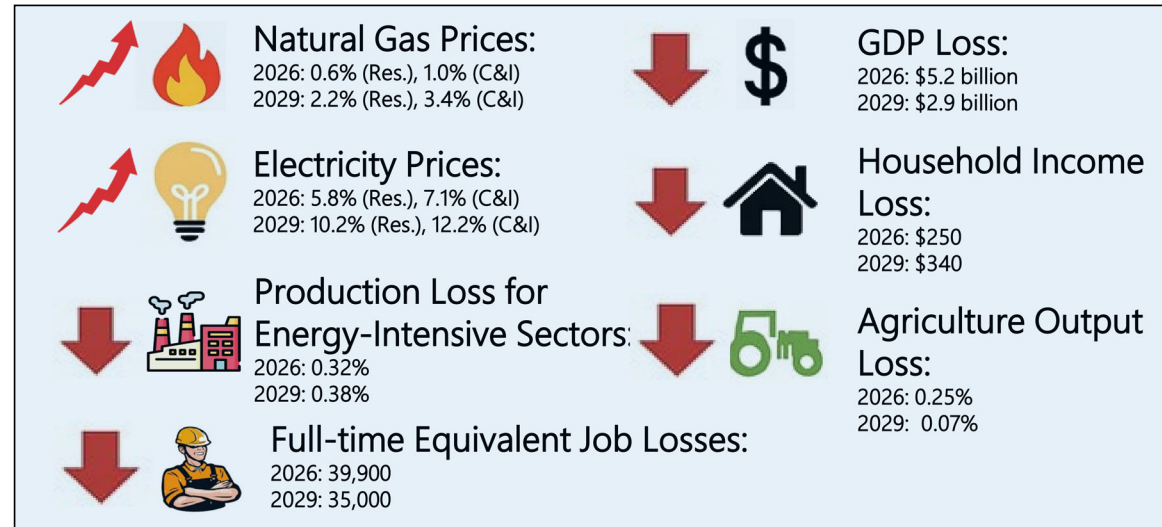 Natural Gas Prices:
2026: 0.6% (Res.), 1.0% (C&I)
2029: 2.2% (Res.), 3.4% (C&I)
Electricity Prices:
2026: 5.8% (Res.), 7.1% (C&I)
2029: 10.2% (Res.), 12.2% (C&I)
Production Loss for
Energy-Intensive Sectors:
2026: 0.32%
2029: 0.38%
Full-time Equivalent Job Losses:
2026: 39,900
2029: 35,000
$
GDP Loss:
2026: $5.2 billion
2029: $2.9 billion
Household Income
Loss:
2026: $250
2029: $340
Agriculture Output
Loss:
2026: 0.25%
2029:  0.07%